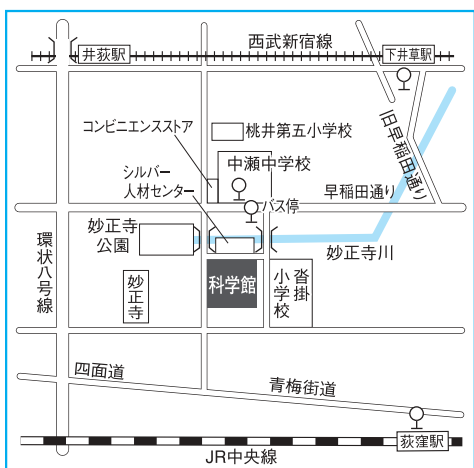 西武新宿線
井荻駅
下井草駅
コンビニエンスストア
桃井第五小学校
旧早稲田通り
中瀬中学校
シルバー
人材センター
早稲田通り
バス停
妙正寺
公園
妙正寺川
環状八号線
妙正寺
科学館
沓掛
小学校
四面道
青梅街道
荻窪駅
JR中央線